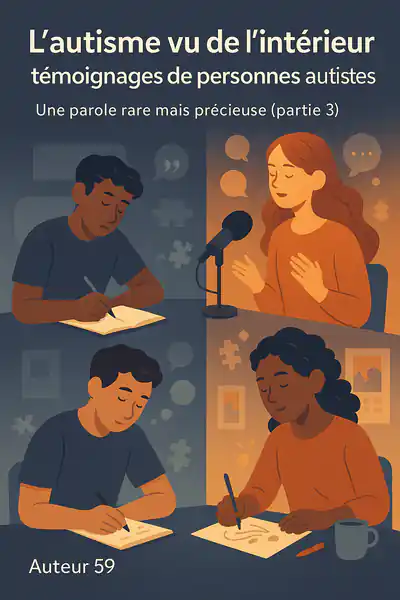 L'autisme vu de l'intérieur
témoignages de personnes autistes
Une parole rare mais précieuse (partie 3)
Auteur 59